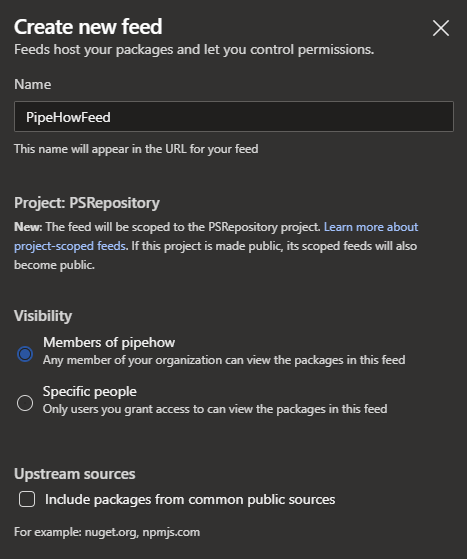 Create new feed
Feeds host your packages and let you control permissions.
Name
PipeHowFeed
This name will appear in the URL for your feed
Project: PSRepository
New: The feed will be scoped to the PSRepository project. Learn more about
project-scoped feeds. If this project is made public, its scoped feeds will also
become public.
Visibility
Members of pipehow
Any member of your organization can view the packages in this feed
Specific people
Only users you grant access to can view the packages in this feed
Upstream sources
Include packages from common public sources
For example: nuget.org, npmjs.com